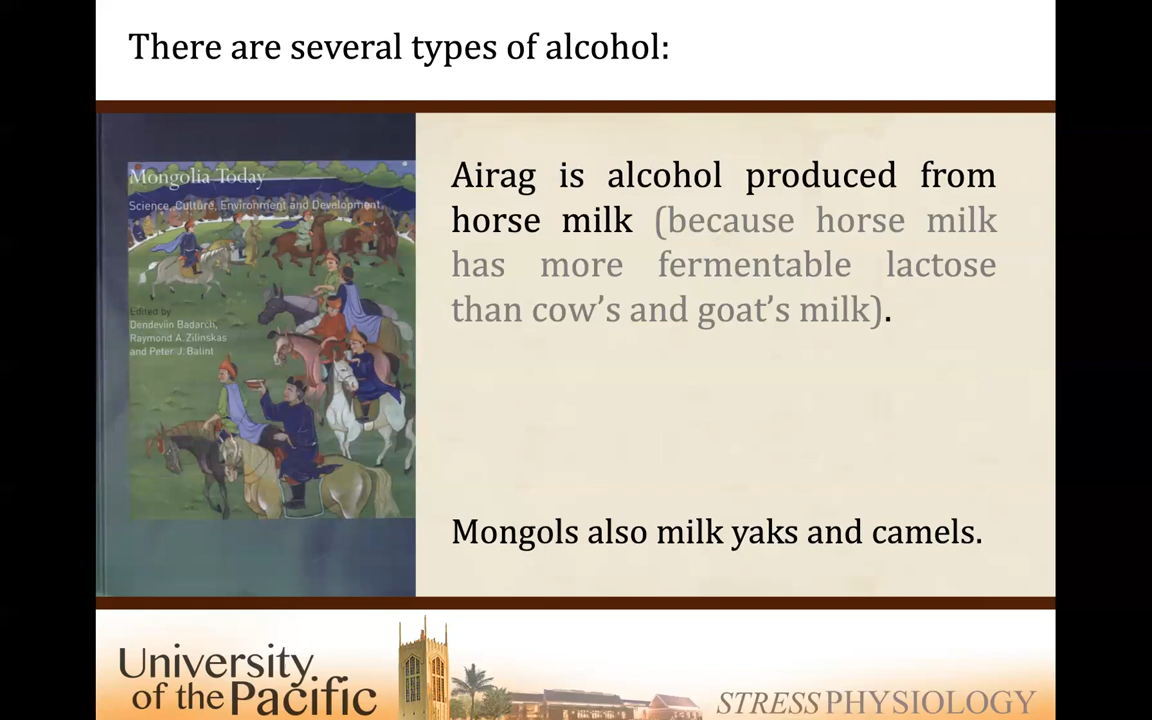 There are several types of alcohol:
Mongolia Today
Science, Culture, Environment and Development
Edited by
Dendeviin Badarch,
Raymond A. Zilinskas
and Peter J. Balint
Airag is alcohol produced from
horse milk (because horse milk
has more fermentable lactose
than cow’s and goat’s milk).
Mongols also milk yaks and camels.
University
of the Pacific
STRESS PHYSIOLOGY